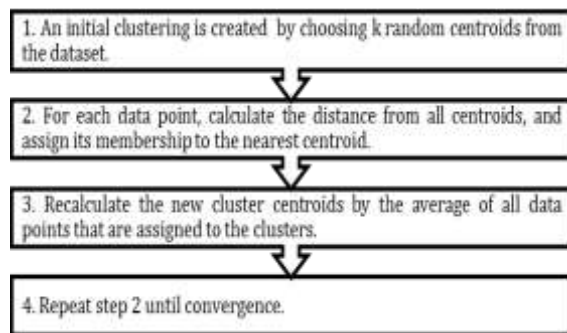 1. An initial clustering is created by choosing k random centroids from
the dataset.
2. For each data point, calculate the distance from all centroids, and
assign its membership to the nearest centroid.
3. Recalculate the new cluster centroids by the average of all data
points that are assigned to the clusters.
4. Repeat step 2 until convergence.